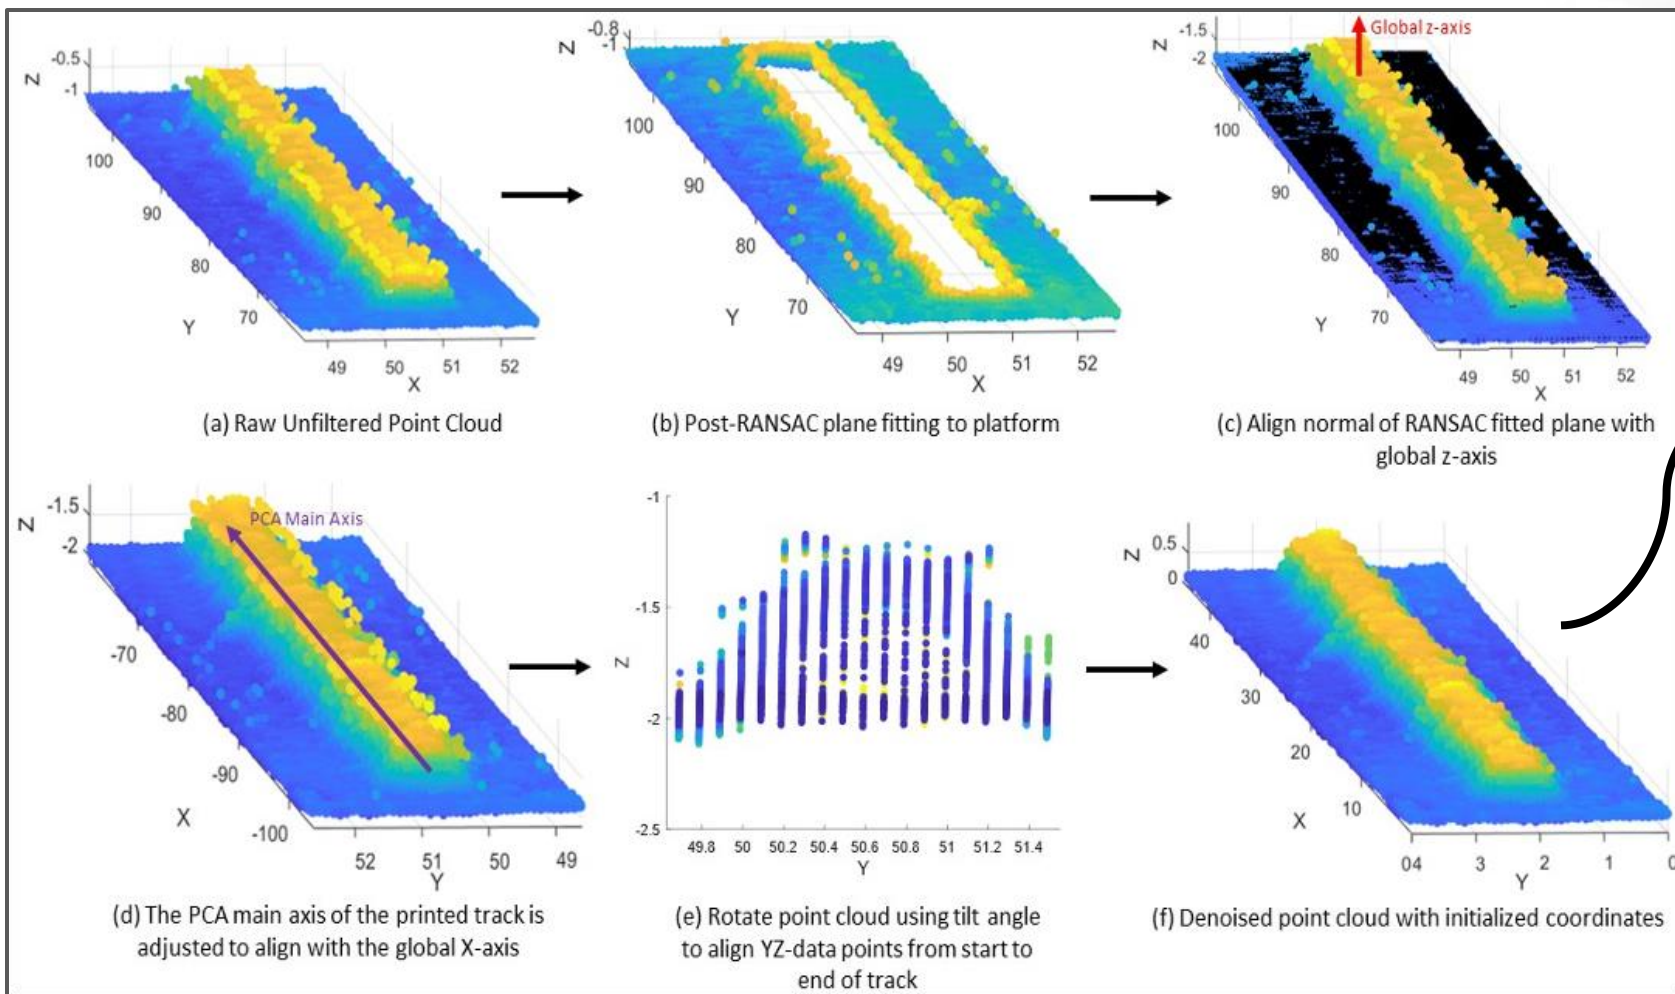 Z
-0.5
-1
100
90
80
70
Y
49 50 51 52
X
(a) Raw Unfiltered Point Cloud
Z
-0.8
-1
100
90
80
70
Y
49 50 51 52
X
(b) Post-RANSAC plane fitting to platform
Global z-axis
Z
-1.5
-2
100
90
80
70
Y
49 50 51 52
X
(c) Align normal of RANSAC fitted plane with
global z-axis
Z
-1.5
-2
PCA Main Axis
-70
-80
-90
-100
X
52 51 50 49
Y
(d) The PCA main axis of the printed track is
adjusted to align with the global X-axis
-1
-1.5
-2
-2.5
Z
49.8 50 50.2 50.4 50.6 50.8 51 51.2 51.4
Y
(e) Rotate point cloud using tilt angle
to align YZ-data points from start to
end of track
Z
0.5
0
40
30
20
10
X
04 3 2 1 0
Y
(f) Denoised point cloud with initialized coordinates